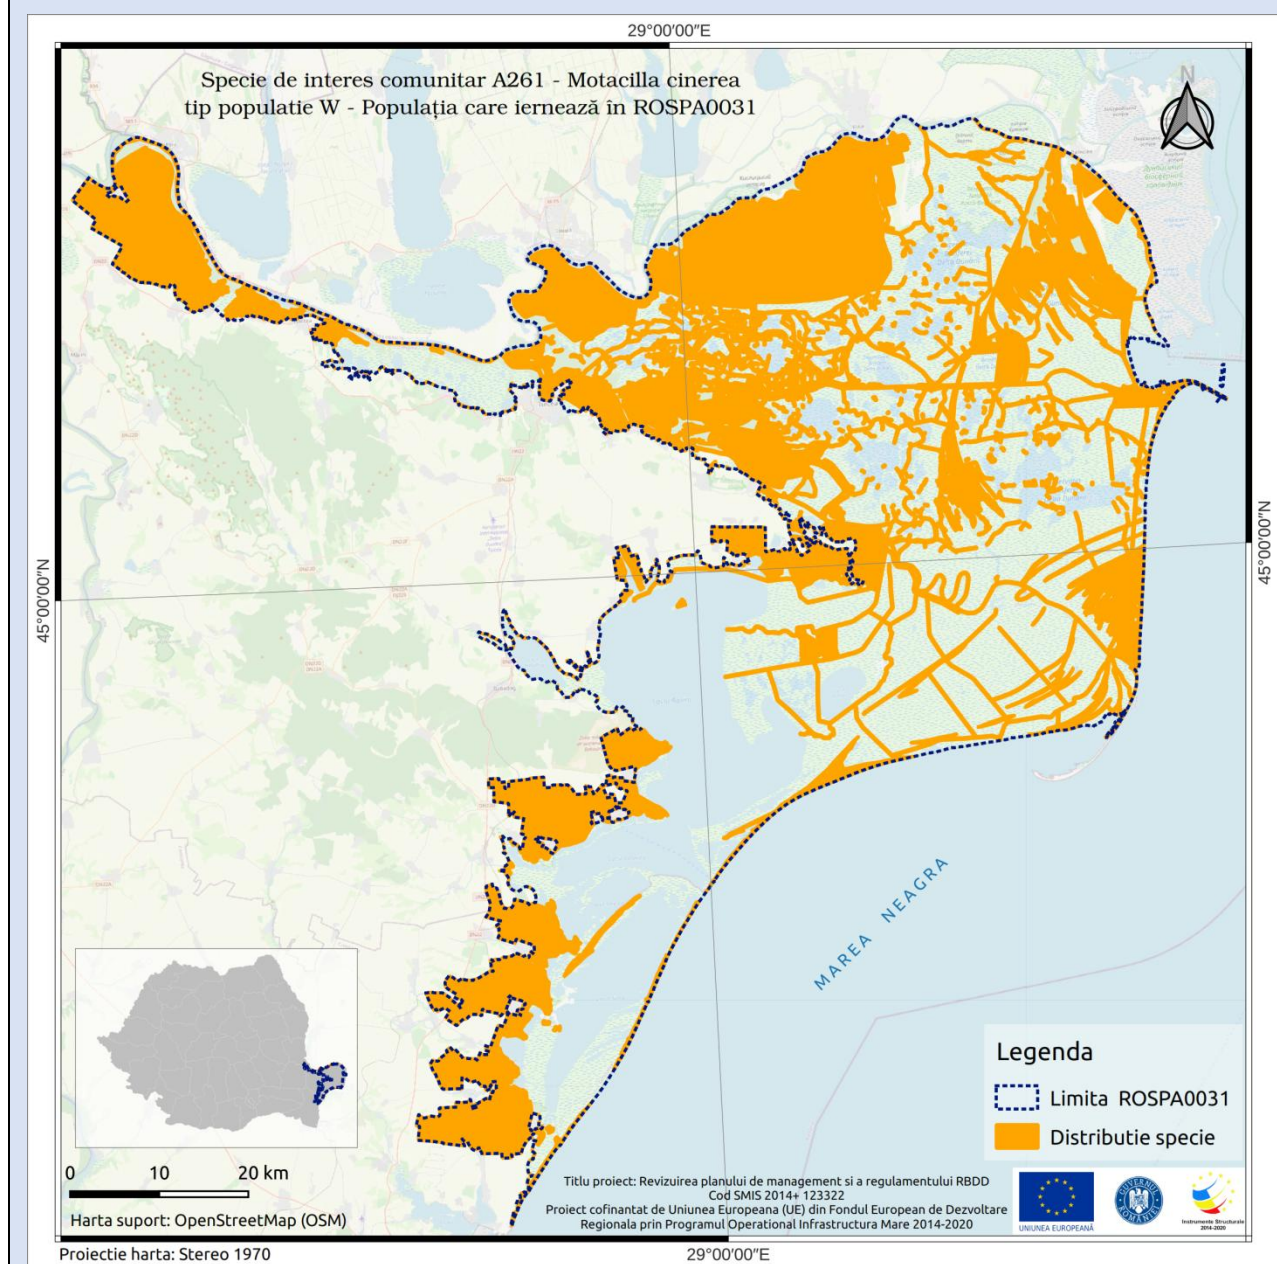 29°00'00"E
Specie de interes comunitar A261 - Motacilla cinerea
tip populatie W - Populația care iernează în ROSPA0031
N
45°00'00"N
45°00'00"N
MAREA NEAGRA
Legenda
Limita ROSPA0031
Distributie specie
0 10 20 km
Harta suport: OpenStreetMap (OSM)
Titlu proiect: Revizuirea planului de management si a regulamentului RBDD
Cod SMIS 2014+ 123322
Proiect cofinantat de Uniunea Europeana (UE) din Fondul European de Dezvoltare
Regionala prin Programul Operational Infrastructura Mare 2014-2020
UNIUNEA EUROPEANĂ
GUVERNUL ROMÂNIEI
Instrumente Structurale
2014-2020
Proiectie harta: Stereo 1970
29°00'00"E